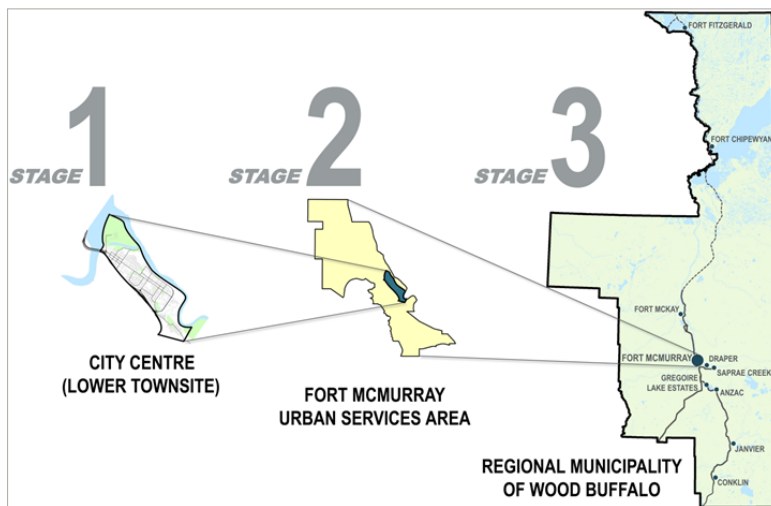 STAGE 1
CITY CENTRE
(LOWER TOWNSITE)
STAGE 2
FORT MCMURRAY
URBAN SERVICES AREA
STAGE 3
REGIONAL MUNICIPALITY
OF WOOD BUFFALO
FORT FITZGERALD
FORT CHIPEWYAN
FORT MCKAY
FORT MCMURRAY
DRAPER
SAPRAE CREEK
GREGOIRE
LAKE ESTATES
ANZAC
JANVIER
CONKLIN